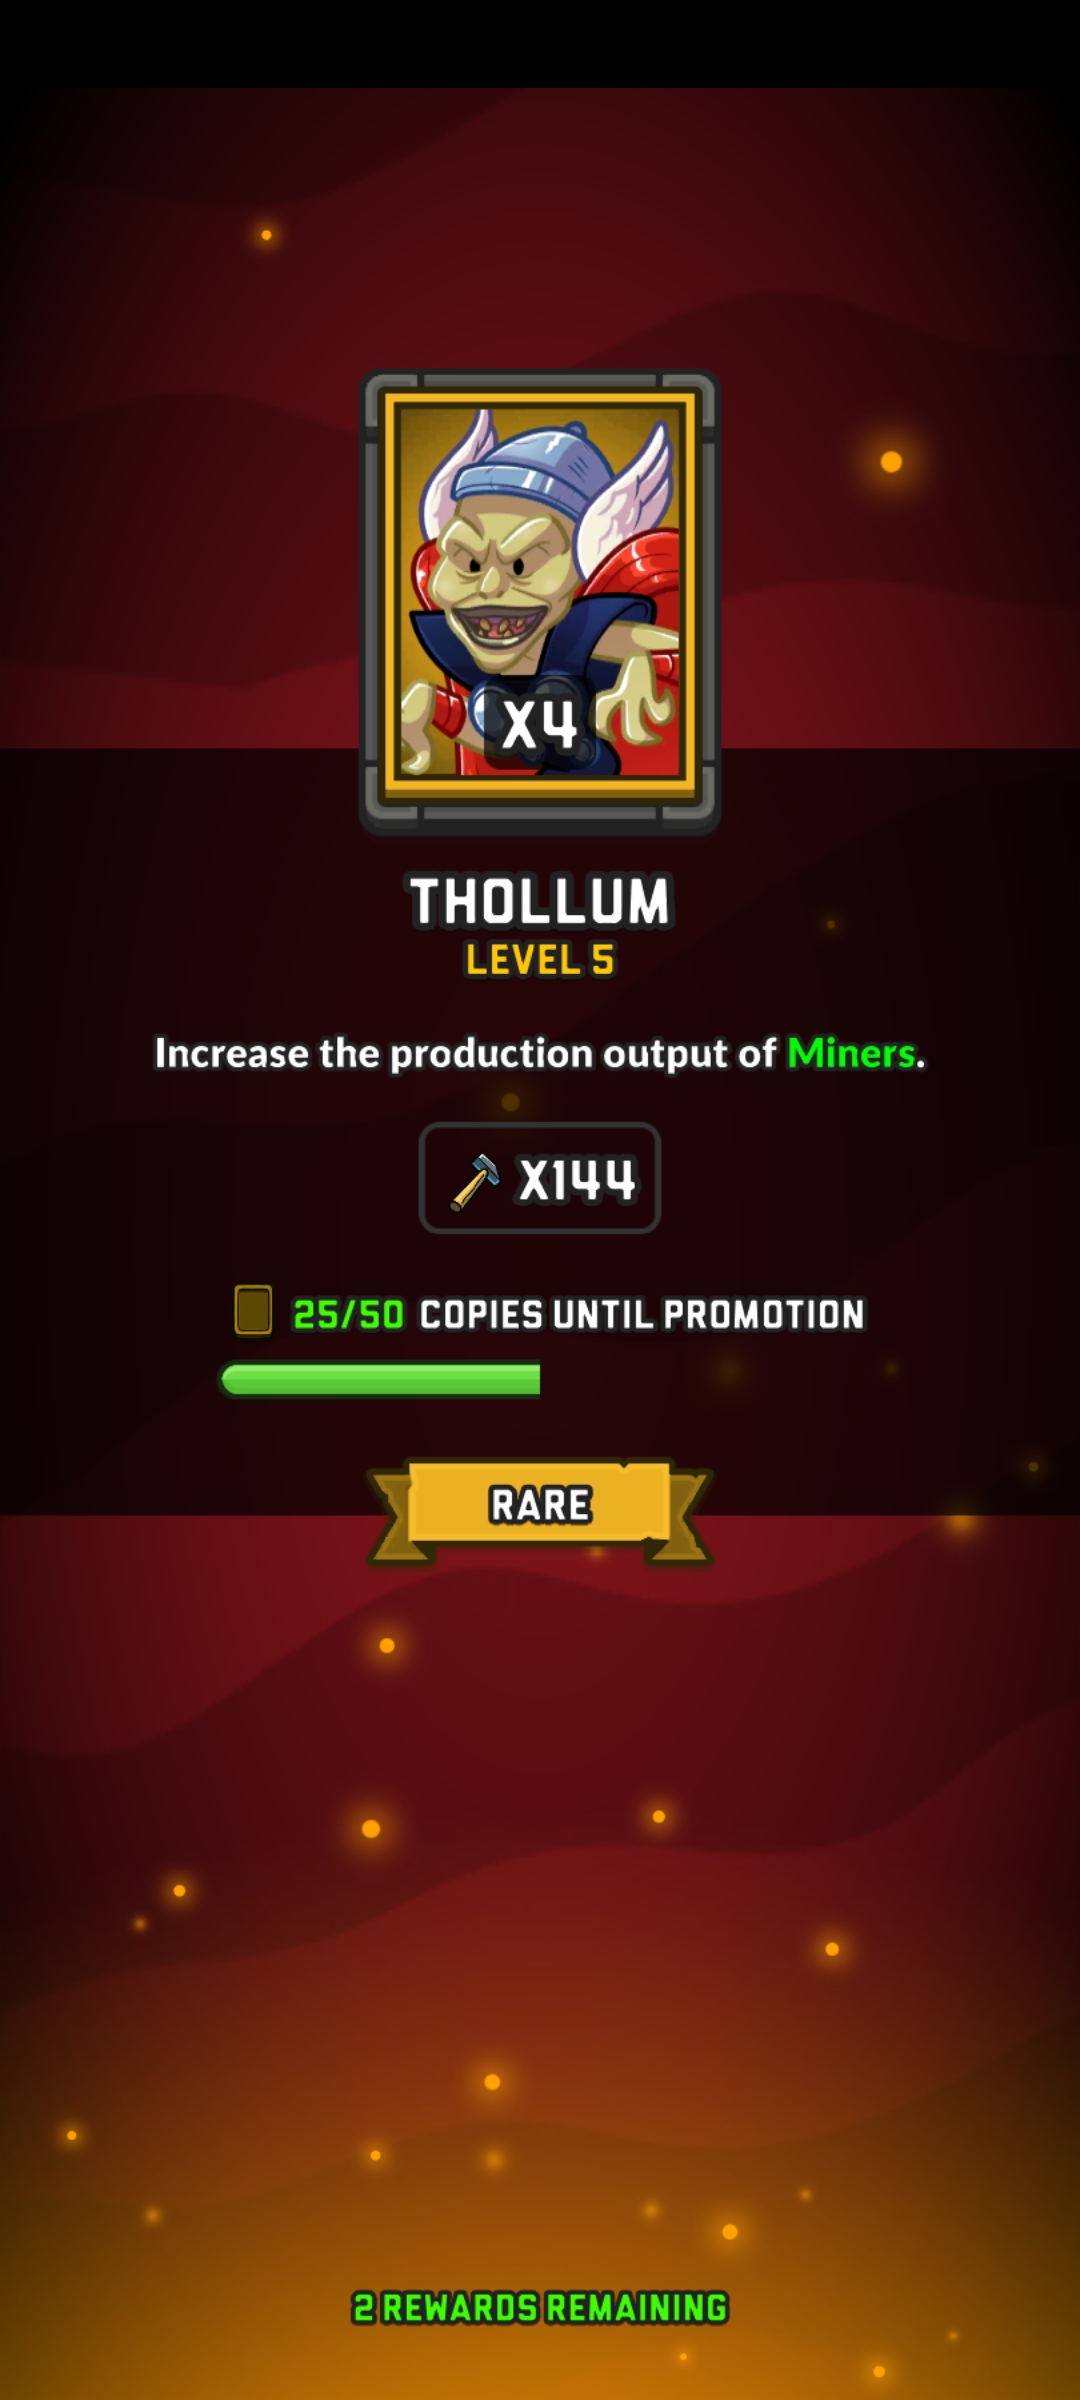 X4
THOLLUM
LEVEL 5
Increase the production output of Miners.
X144
25/50 COPIES UNTIL PROMOTION
RARE
2 REWARDS REMAINING